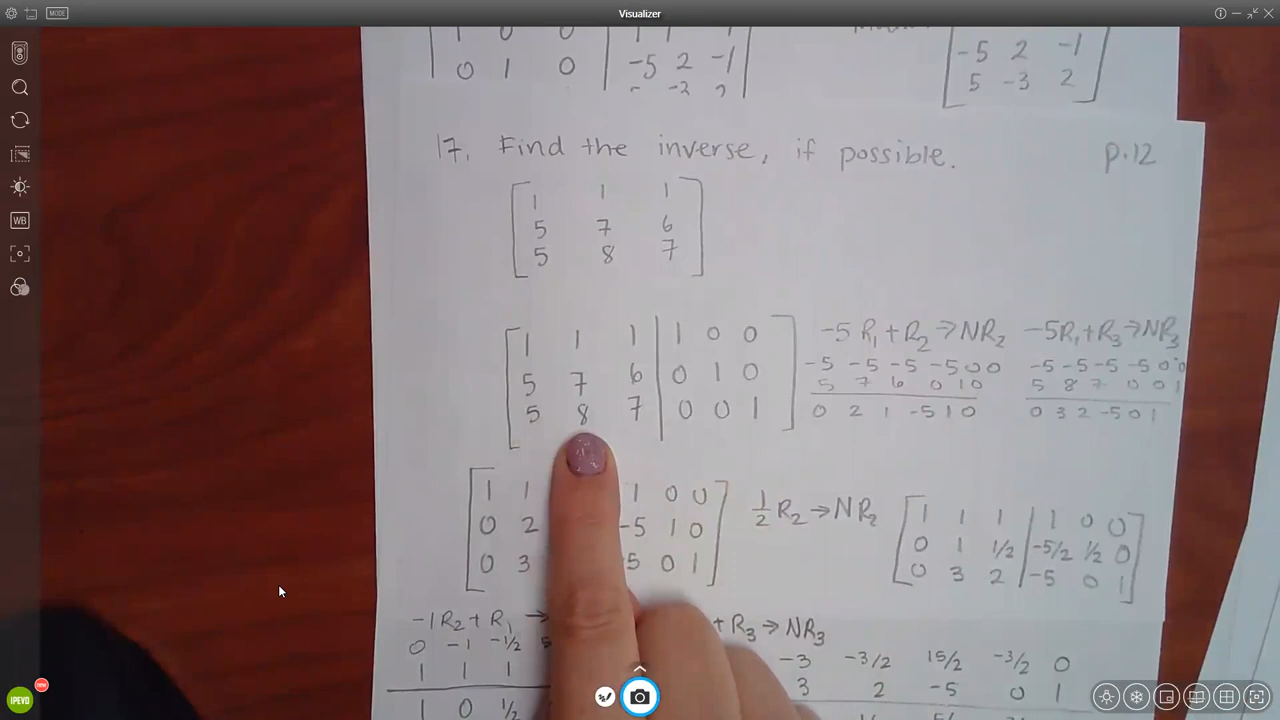 MODE
Visualizer
WB
1 0 0 | 1 1
0 1 0 | -5 2 -1
-5 2 -1
5 -3 2
17. Find the inverse, if possible. p.12
1 1 1
5 7 6
5 8 7
1 1 1 | 1 0 0
5 7 6 | 0 1 0
5 8 7 | 0 0 1
-5R₁+R₂→NR₂
-5 -5 -5 -5 0 0
5 7 6 0 1 0
0 2 1 -5 1 0
-5R₁+R₃→NR₃
-5 -5 -5 -5 0 0
5 8 7 0 0 1
0 3 2 -5 0 1
1 1 1 0 0
0 2 -5 1 0
0 3 5 0 1
1/2 R₂→NR₂
1 1 1 | 1 0 0
0 1 1/2 | -5/2 1/2 0
0 3 2 | -5 0 1
-1R₂+R₁→
0 -1 -1/2
1 1 1
1 0 1/2
+R₃→NR₃
-3 -3/2 15/2 -3/2 0
3 2 -5 0 1
IPEVO